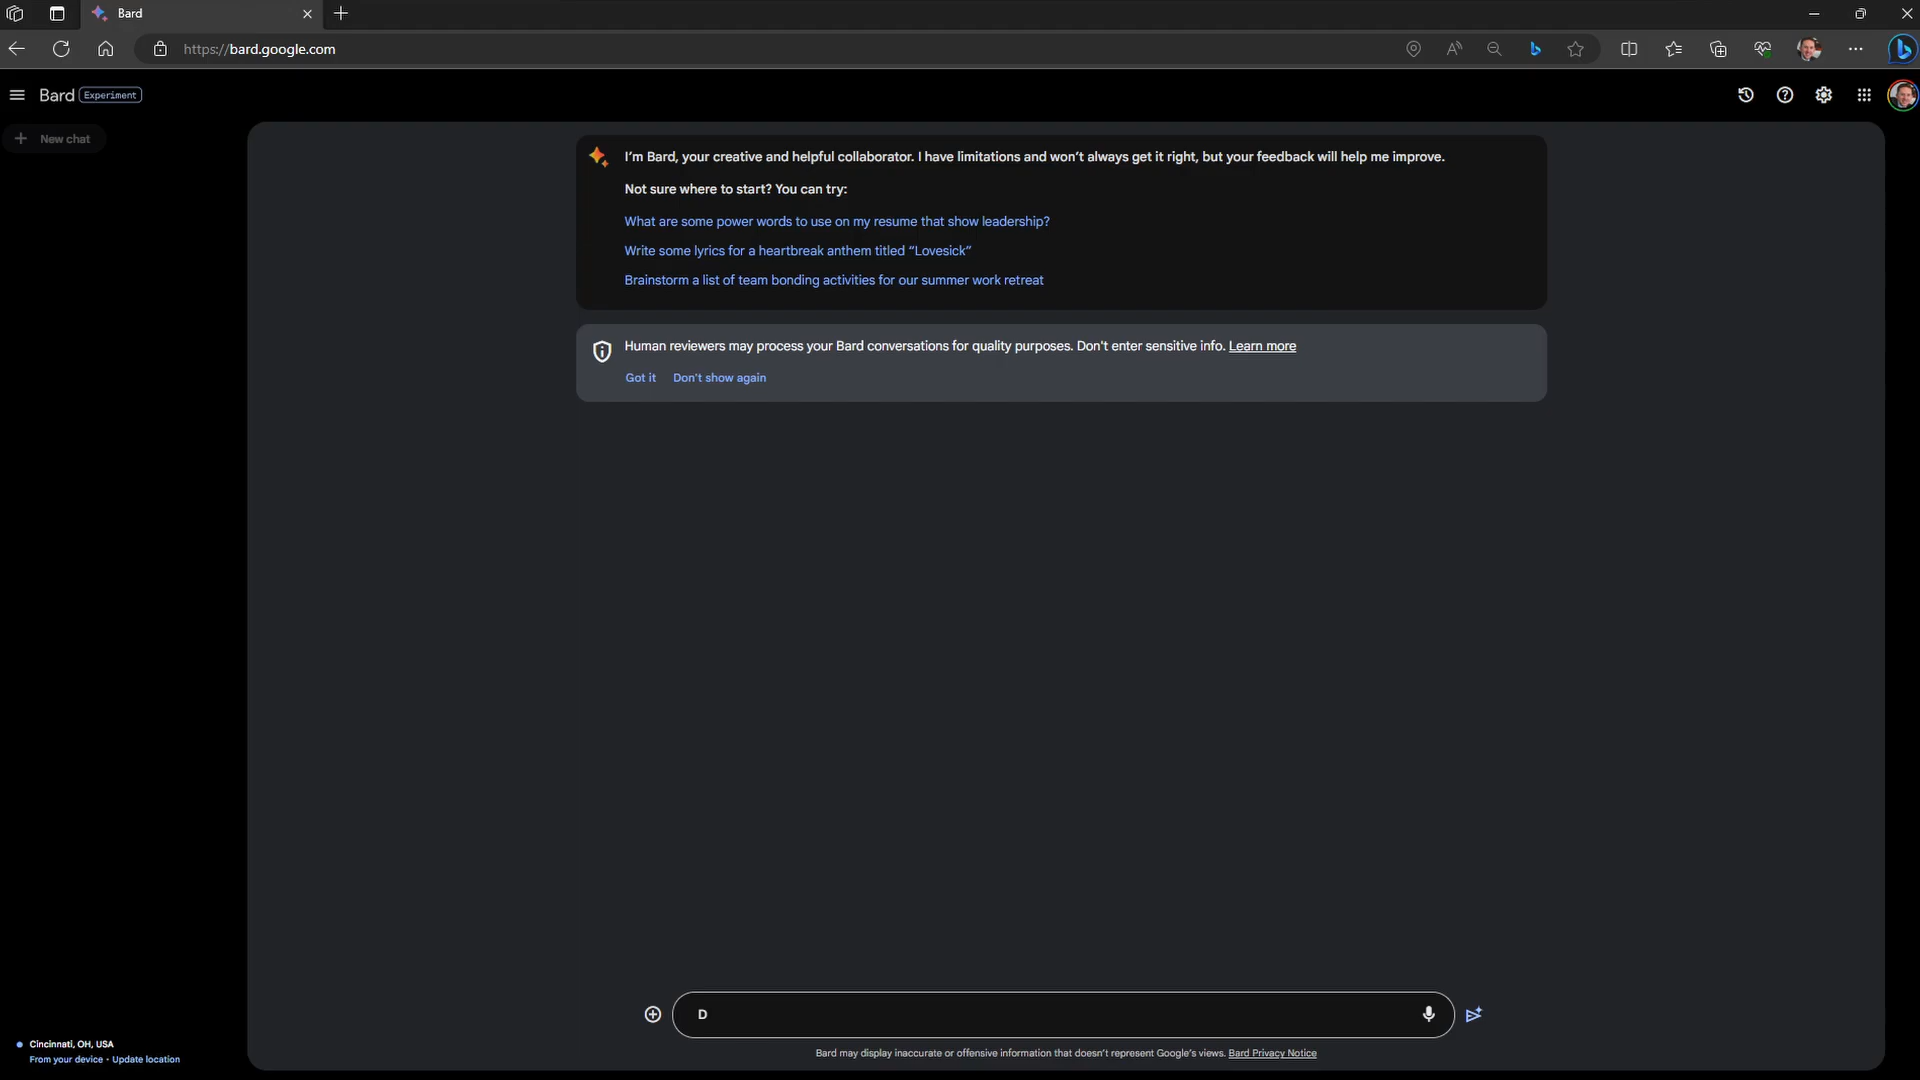 Bard
https://bard.google.com
Bard Experiment
New chat
I'm Bard, your creative and helpful collaborator. I have limitations and won't always get it right, but your feedback will help me improve.
Not sure where to start? You can try:
What are some power words to use on my resume that show leadership?
Write some lyrics for a heartbreak anthem titled “Lovesick”
Brainstorm a list of team bonding activities for our summer work retreat
Human reviewers may process your Bard conversations for quality purposes. Don't enter sensitive info. Learn more
Got it Don't show again
D
Bard may display inaccurate or offensive information that doesn't represent Google's views. Bard Privacy Notice
Cincinnati, OH, USA
From your device • Update location